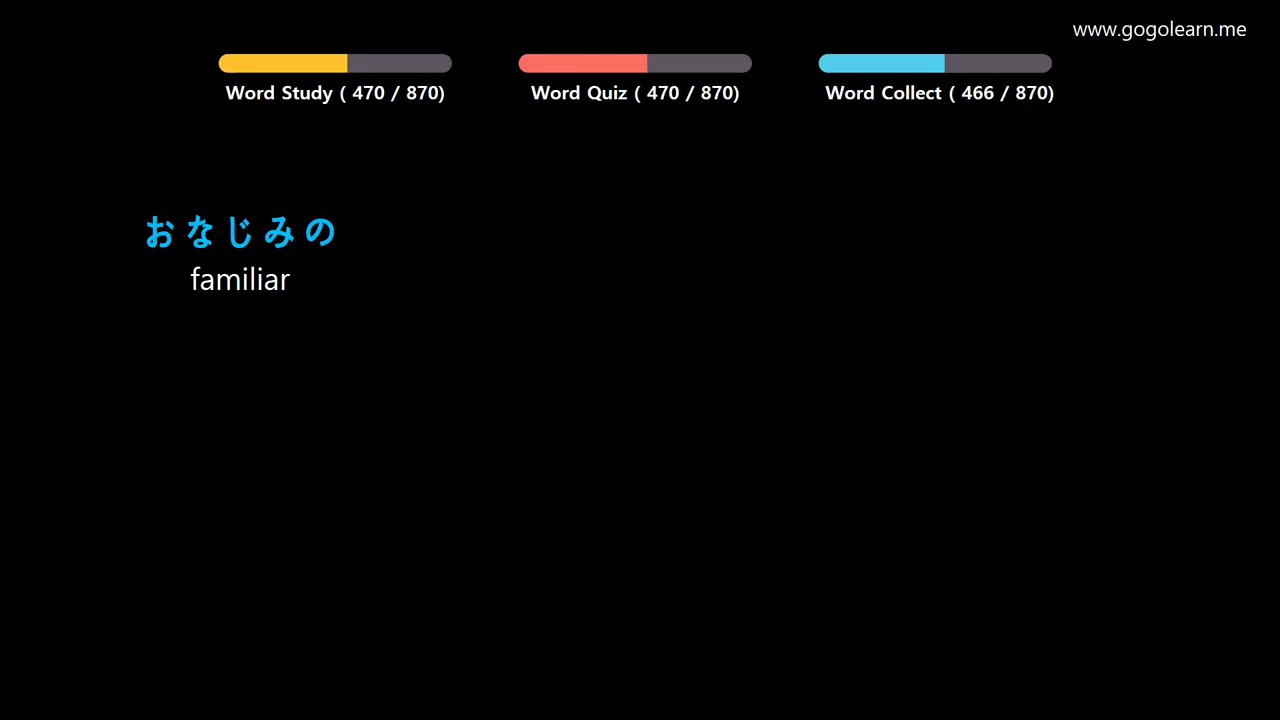 www.gogolearn.me
Word Study ( 470 / 870)
Word Quiz ( 470 / 870)
Word Collect ( 466 / 870)
おなじみの
familiar